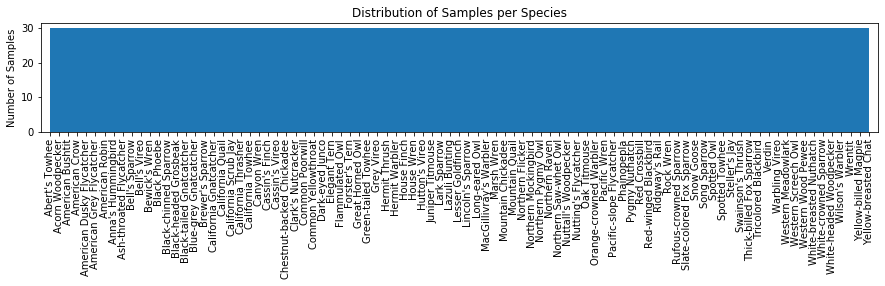 Distribution of Samples per Species
Number of Samples
30
20
10
0
Abert's Towhee
Acorn Woodpecker
American Bushtit
American Crow
American Dusky Flycatcher
American Grey Flycatcher
American Robin
Anna's Hummingbird
Ash-throated Flycatcher
Bell's Sparrow
Bell's Vireo
Bewick's Wren
Black Phoebe
Black-chinned Sparrow
Black-headed Grosbeak
Black-tailed Gnatcatcher
Blue-grey Gnatcatcher
Brewer's Sparrow
California Gnatcatcher
California Quail
California Scrub Jay
California Thrasher
California Towhee
Canyon Wren
Cassin's Finch
Cassin's Vireo
Chestnut-backed Chickadee
Clark's Nutcracker
Common Poorwill
Common Yellowthroat
Dark-eyed Junco
Elegant Tern
Flammulated Owl
Forster's Tern
Great Horned Owl
Green-tailed Towhee
Grey Vireo
Hermit Thrush
Hermit Warbler
House Finch
House Wren
Hutton's Vireo
Juniper Titmouse
Lark Sparrow
Lazuli Bunting
Lesser Goldfinch
Lincoln's Sparrow
Long-eared Owl
MacGillivray's Warbler
Marsh Wren
Mountain Chickadee
Mountain Quail
Northern Flicker
Northern Mockingbird
Northern Pygmy Owl
Northern Raven
Northern Saw-whet Owl
Nuttall's Woodpecker
Nutting's Flycatcher
Oak Titmouse
Orange-crowned Warbler
Pacific Wren
Pacific-slope Flycatcher
Phainopepla
Pygmy Nuthatch
Red Crossbill
Red-winged Blackbird
Ridgway's Rail
Rock Wren
Rufous-crowned Sparrow
Slate-colored Fox Sparrow
Snow Goose
Song Sparrow
Spotted Owl
Spotted Towhee
Steller's Jay
Swainson's Thrush
Thick-billed Fox Sparrow
Tricolored Blackbird
Verdin
Warbling Vireo
Western Meadowlark
Western Screech Owl
Western Wood Pewee
White-breasted Nuthatch
White-crowned Sparrow
White-headed Woodpecker
Wilson's Warbler
Wrentit
Yellow-billed Magpie
Yellow-breasted Chat